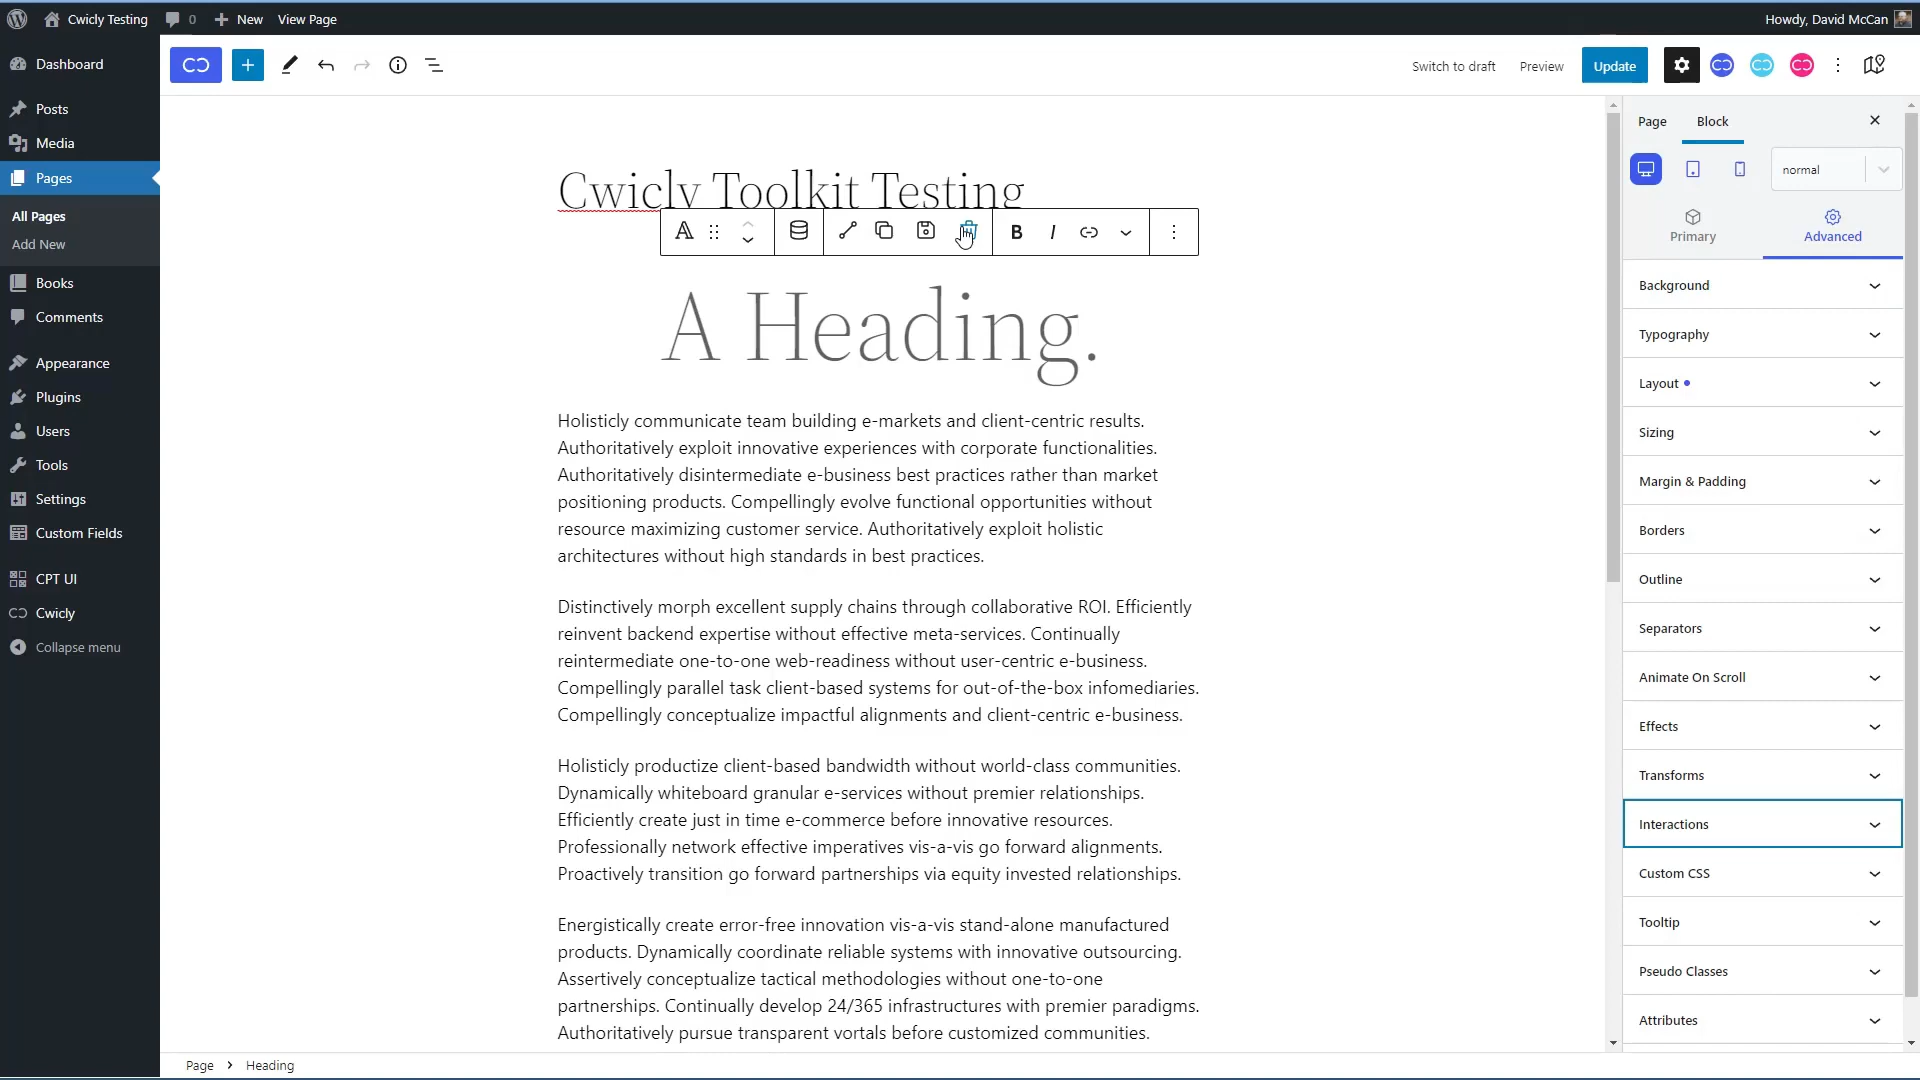 Cwicly Testing
0
New
View Page
Howdy, David McCan
Dashboard
Posts
Media
Pages
All Pages
Add New
Books
Comments
Appearance
Plugins
Users
Tools
Settings
Custom Fields
CPT UI
Cwicly
Collapse menu
Switch to draft
Preview
Update
Cwicly Toolkit Testing
B
I
A Heading.
Holisticly communicate team building e-markets and client-centric results.
Authoritatively exploit innovative experiences with corporate functionalities.
Authoritatively disintermediate e-business best practices rather than market
positioning products. Compellingly evolve functional opportunities without
resource maximizing customer service. Authoritatively exploit holistic
architectures without high standards in best practices.
Distinctively morph excellent supply chains through collaborative ROI. Efficiently
reinvent backend expertise without effective meta-services. Continually
reintermediate one-to-one web-readiness without user-centric e-business.
Compellingly parallel task client-based systems for out-of-the-box infomediaries.
Compellingly conceptualize impactful alignments and client-centric e-business.
Holisticly productize client-based bandwidth without world-class communities.
Dynamically whiteboard granular e-services without premier relationships.
Efficiently create just in time e-commerce before innovative resources.
Professionally network effective imperatives vis-a-vis go forward alignments.
Proactively transition go forward partnerships via equity invested relationships.
Energistically create error-free innovation vis-a-vis stand-alone manufactured
products. Dynamically coordinate reliable systems with innovative outsourcing.
Assertively conceptualize tactical methodologies without one-to-one
partnerships. Continually develop 24/365 infrastructures with premier paradigms.
Authoritatively pursue transparent vortals before customized communities.
Page > Heading
Page
Block
normal
Primary
Advanced
Background
Typography
Layout
Sizing
Margin & Padding
Borders
Outline
Separators
Animate On Scroll
Effects
Transforms
Interactions
Custom CSS
Tooltip
Pseudo Classes
Attributes